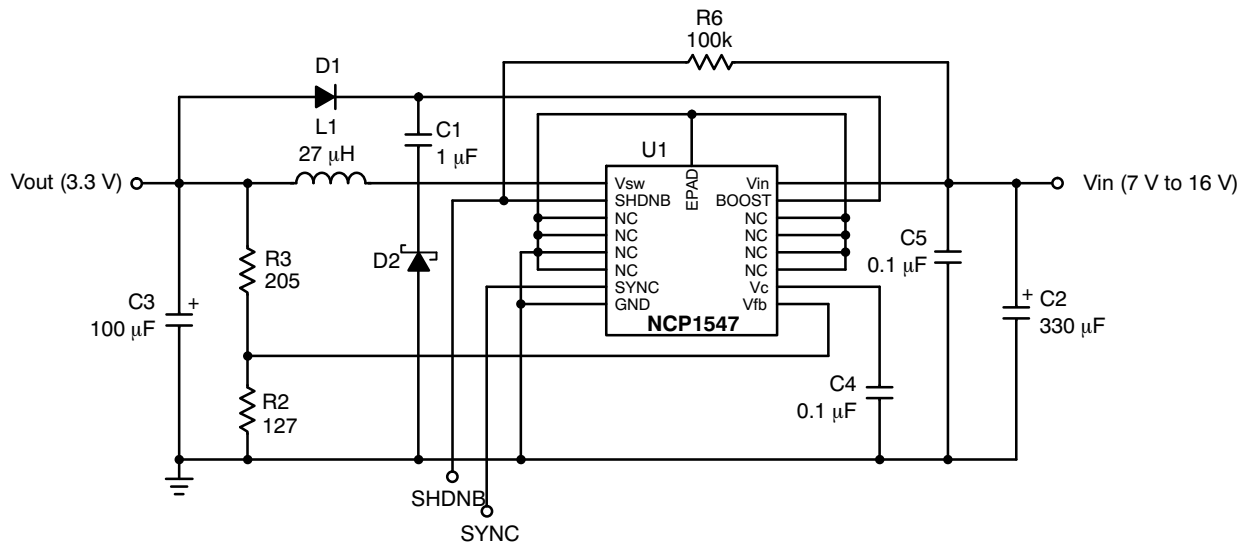 R6
100k
D1
L1
27 μH
C1
1 μF
U1
Vout (3.3 V)
Vin (7 V to 16 V)
EPAD
Vsw
SHDNB
NC
NC
NC
NC
SYNC
GND
Vin
BOOST
NC
NC
NC
NC
Vc
Vfb
NCP1547
R3
205
D2
C3
+
100 μF
C5
0.1 μF
+
C2
330 μF
R2
127
C4
0.1 μF
SHDNB
SYNC